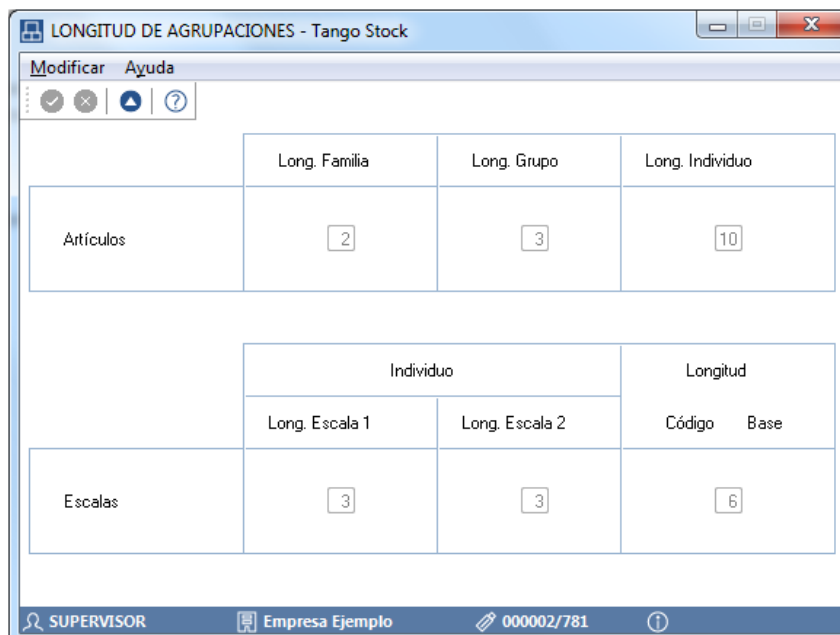 LONGITUD DE AGRUPACIONES - Tango Stock
Modificar Ayuda
Long. Familia Long. Grupo Long. Individuo
Artículos 2 3 10
Individuo Longitud
Long. Escala 1 Long. Escala 2 Código Base
Escalas 3 3 6
SUPERVISOR Empresa Ejemplo 000002/781